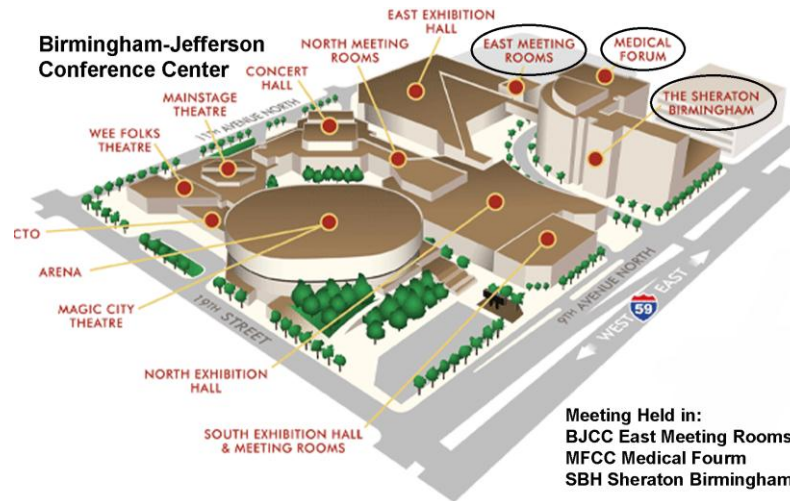 Birmingham-Jefferson
Conference Center
EAST EXHIBITION
HALL
NORTH MEETING
ROOMS
EAST MEETING
ROOMS
MEDICAL
FORUM
CONCERT
HALL
THE SHERATON
BIRMINGHAM
MAINSTAGE
THEATRE
11TH AVENUE NORTH
WEE FOLKS
THEATRE
CTO
ARENA
MAGIC CITY
THEATRE
19TH STREET
9TH AVENUE NORTH
WEST
59
EAST
NORTH EXHIBITION
HALL
SOUTH EXHIBITION HALL
& MEETING ROOMS
Meeting Held in:
BJCC East Meeting Rooms
MFCC Medical Fourm
SBH Sheraton Birmingham